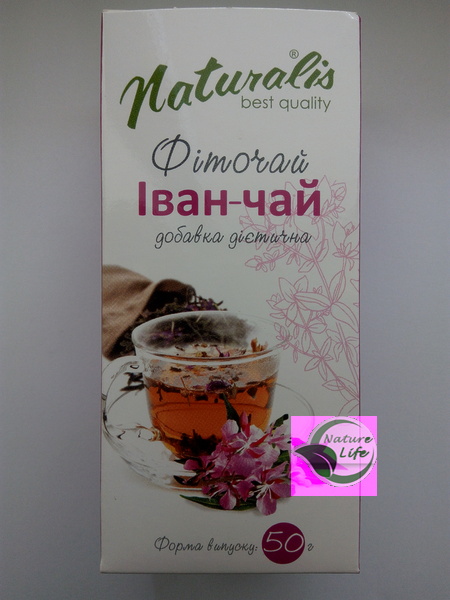 Naturalis®
best quality
Фіточай
Іван-чай
добавка дієтична
Nature
Life
Форма випуску: 50 г